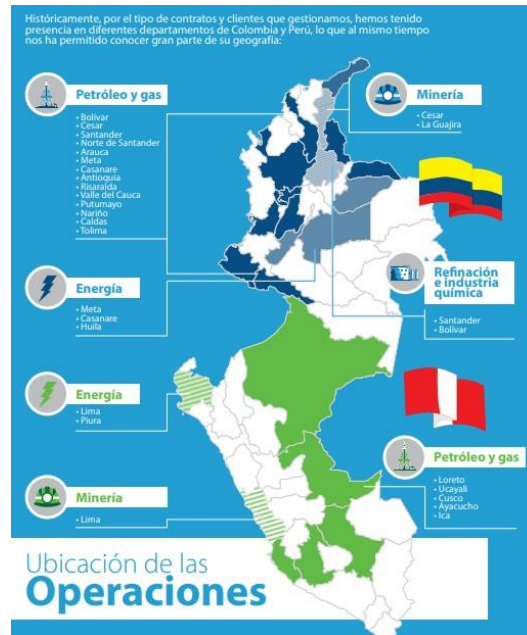 Históricamente, por el tipo de contratos y clientes que gestionamos, hemos tenido
presencia en diferentes departamentos de Colombia y Perú, lo que al mismo tiempo
nos ha permitido conocer gran parte de su geografía:
Petróleo y gas
• Bolívar
• Cesar
• Santander
• Norte de Santander
• Arauca
• Meta
• Casanare
• Antioquia
• Risaralda
• Valle del Cauca
• Putumayo
• Nariño
• Caldas
• Tolima
Minería
• Cesar
• La Guajira
Energía
• Meta
• Casanare
• Huila
Refinación
e industria
química
• Santander
• Bolívar
Energía
• Lima
• Piura
Minería
• Lima
Petróleo y gas
• Loreto
• Ucayali
• Cusco
• Ayacucho
• Ica
Ubicación de las
Operaciones